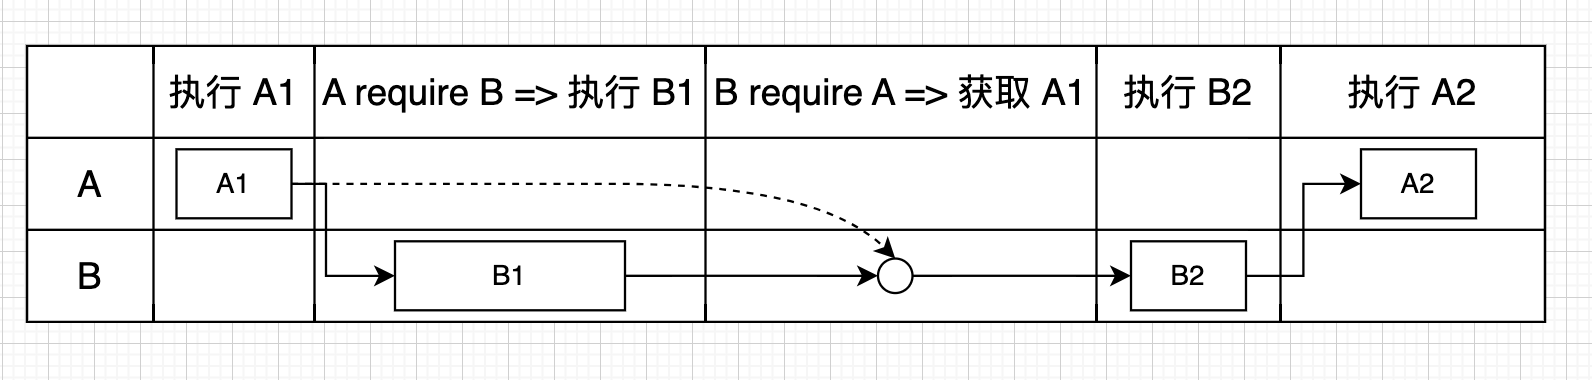 执行 A1
A require B => 执行 B1
B require A => 获取 A1
执行 B2
执行 A2
A
A1
A2
B
B1
B2